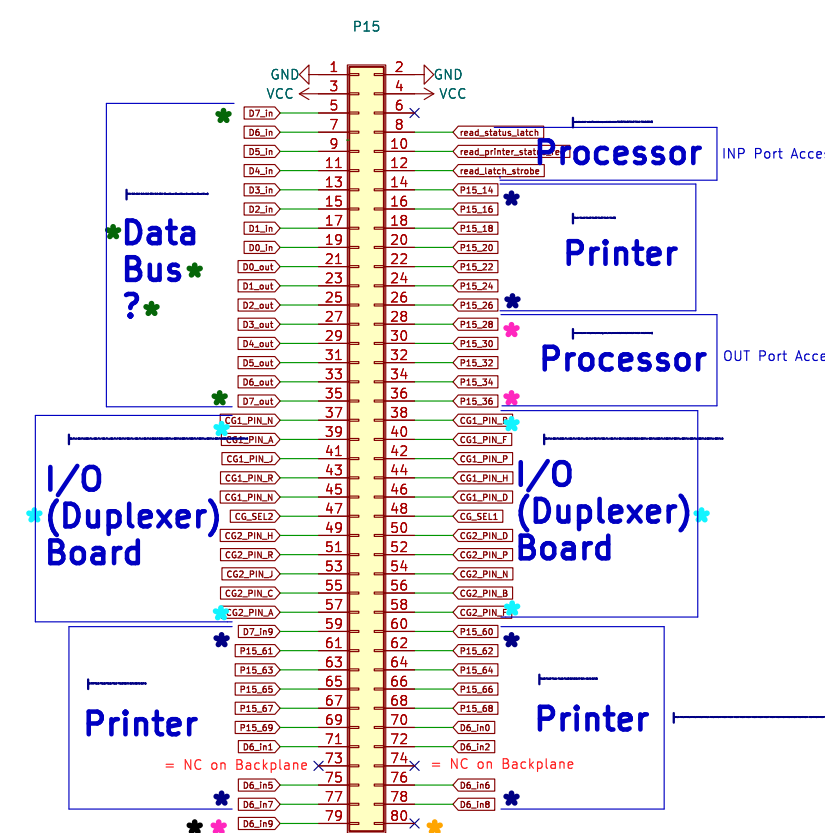 P15
GND 1 2 GND
VCC 3 4 VCC
D7_in 5 6
D6_in 7 8 read_status_latch
D5_in 9 10
D4_in 11 12 read_latch_strobe
D3_in 13 14 P15_14
D2_in 15 16 P15_16
D1_in 17 18 P15_18
D0_in 19 20 P15_20
D0_out 21 22 P15_22
D1_out 23 24 P15_24
D2_out 25 26 P15_26
D3_out 27 28 P15_28
D4_out 29 30 P15_30
D5_out 31 32 P15_32
D6_out 33 34 P15_34
D7_out 35 36 P15_36
CG1_PIN_N 37 38
CG1_PIN_A 39 40 CG1_PIN_F
CG1_PIN_J 41 42 CG1_PIN_P
CG1_PIN_R 43 44 CG1_PIN_H
CG1_PIN_N 45 46 CG1_PIN_D
CG_SEL2 47 48 CG_SEL1
CG2_PIN_H 49 50 CG2_PIN_D
CG2_PIN_R 51 52 CG2_PIN_P
CG2_PIN_J 53 54 CG2_PIN_N
CG2_PIN_C 55 56 CG2_PIN_B
CG2_PIN_A 57 58
D7_in9 59 60 P15_60
P15_61 61 62 P15_62
P15_63 63 64 P15_64
P15_65 65 66 P15_66
P15_67 67 68 P15_68
P15_69 69 70 D6_in0
D6_in1 71 72 D6_in2
= NC on Backplane 73 74 = NC on Backplane
D6_in5 75 76 D6_in6
D6_in7 77 78 D6_in8
D6_in9 79 80
Data
Bus
?
I/O
(Duplexer)
Board
Printer
Processor
INP Port Acce
Printer
Processor
OUT Port Acce
I/O
(Duplexer)
Board
Printer